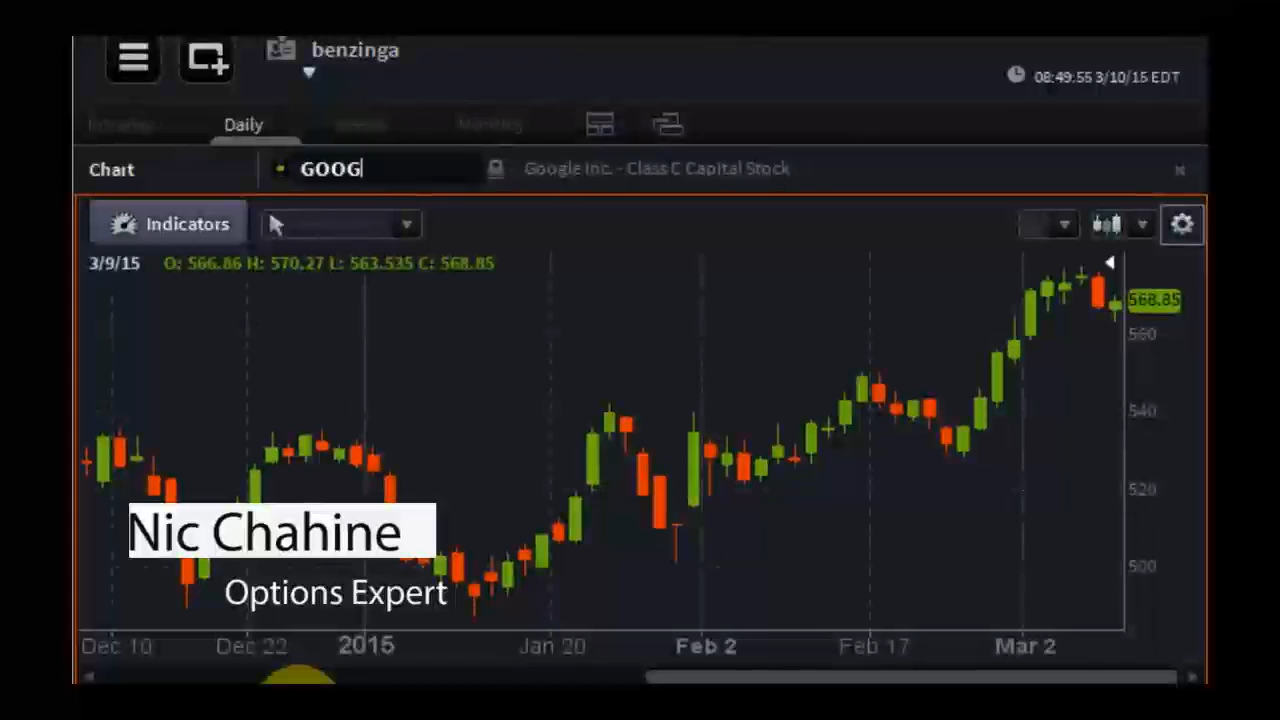 benzinga
08:49:55 3/10/15 EDT
Daily
Chart
GOOG
Google Inc. - Class C Capital Stock
Indicators
3/9/15 O: 566.86 H: 570.27 L: 563.535 C: 568.85
568.85
560
540
520
500
Nic Chahine
Options Expert
Dec 10 Dec 22 2015 Jan 20 Feb 2 Feb 17 Mar 2